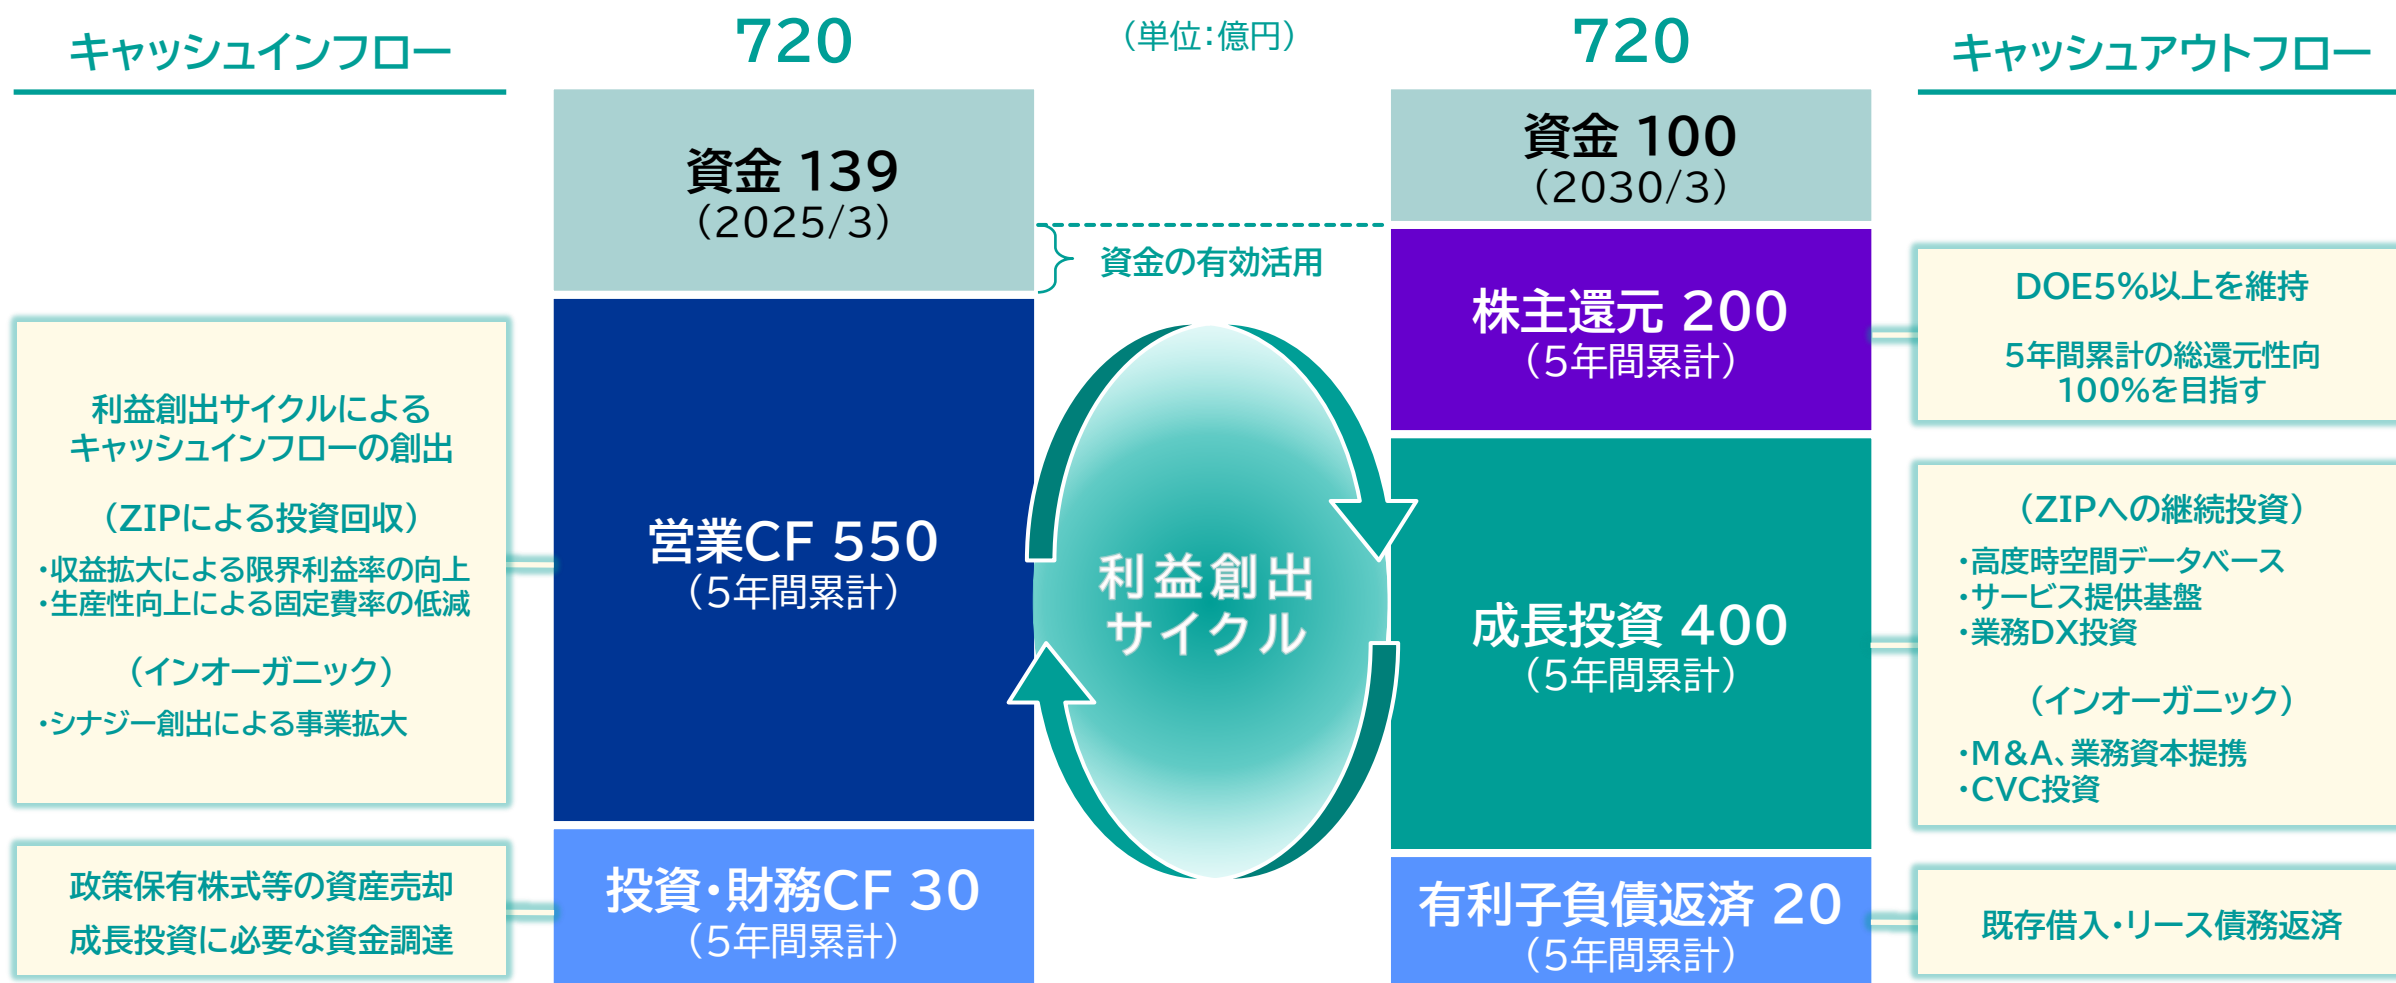 キャッシュインフロー
720
（単位：億円）
720
キャッシュアウトフロー
資金 139
（2025/3）
資金 100
（2030/3）
資金の有効活用
利益創出サイクルによる
キャッシュインフローの創出
（ZIPによる投資回収）
・収益拡大による限界利益率の向上
・生産性向上による固定費率の低減
（インオーガニック）
・シナジー創出による事業拡大
営業CF 550
（5年間累計）
利益創出
サイクル
株主還元 200
（5年間累計）
DOE5%以上を維持
5年間累計の総還元性向
100%を目指す
成長投資 400
（5年間累計）
（ZIPへの継続投資）
・高度時空間データベース
・サービス提供基盤
・業務DX投資
（インオーガニック）
・M&A、業務資本提携
・CVC投資
政策保有株式等の資産売却
成長投資に必要な資金調達
投資・財務CF 30
（5年間累計）
有利子負債返済 20
（5年間累計）
既存借入・リース債務返済